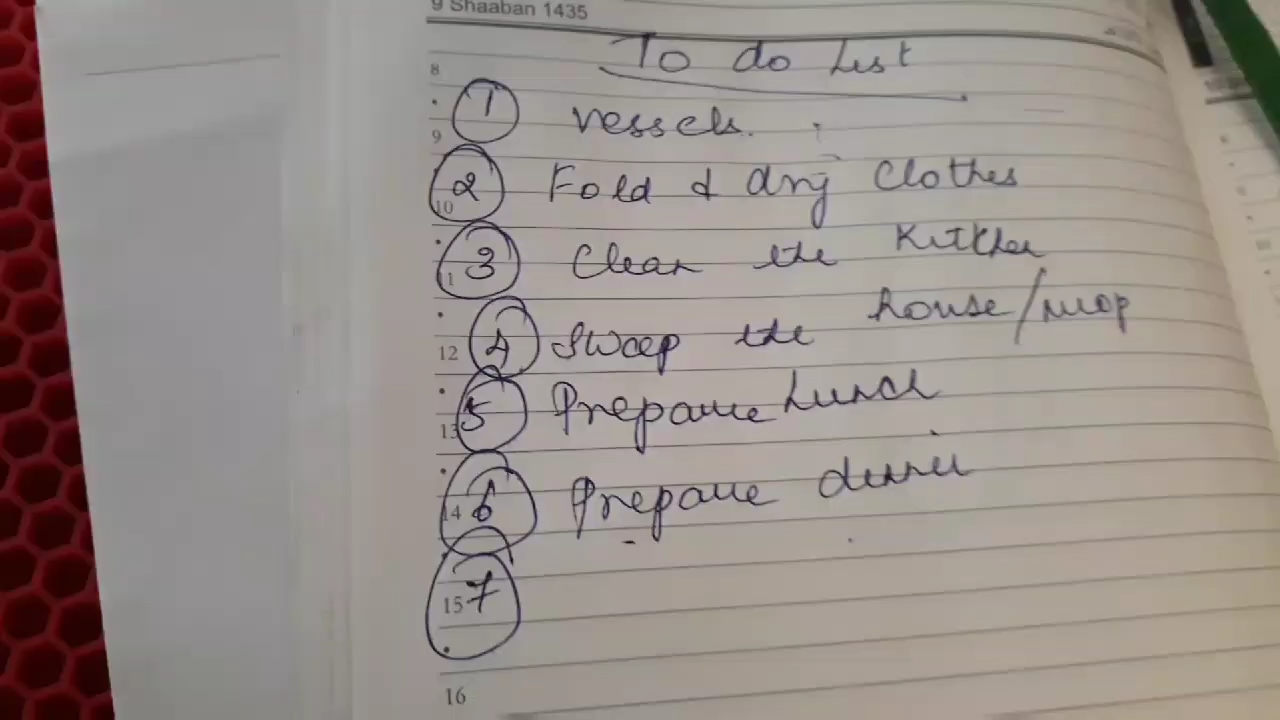 9 Shaaban 1435
To do List
8
1 vessels.
9
2 Fold & dry Clothes
10
3 Clean the Kitchen
11
4 Sweep the house/mop
12
5 Prepare Lunch
13
6 Prepare dinner
14
7
15
16